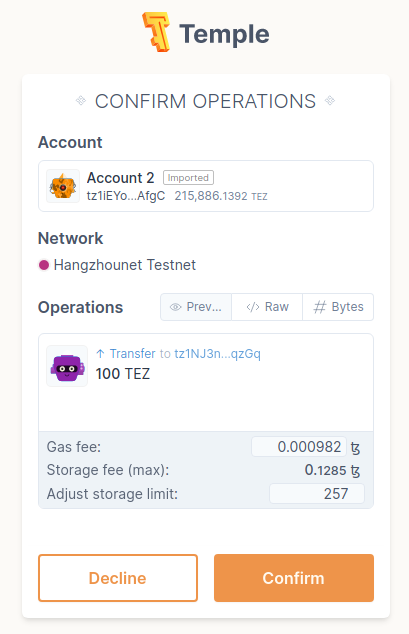 Temple
CONFIRM OPERATIONS
Account
Account 2 Imported
tz1iEYo...AfgC 215,886.1392 TEZ
Network
Hangzhounet Testnet
Operations Prev... </> Raw # Bytes
↑ Transfer to tz1NJ3n...qzGq
100 TEZ
Gas fee: 0.000982 ꜩ
Storage fee (max): 0.1285 ꜩ
Adjust storage limit: 257
Decline Confirm